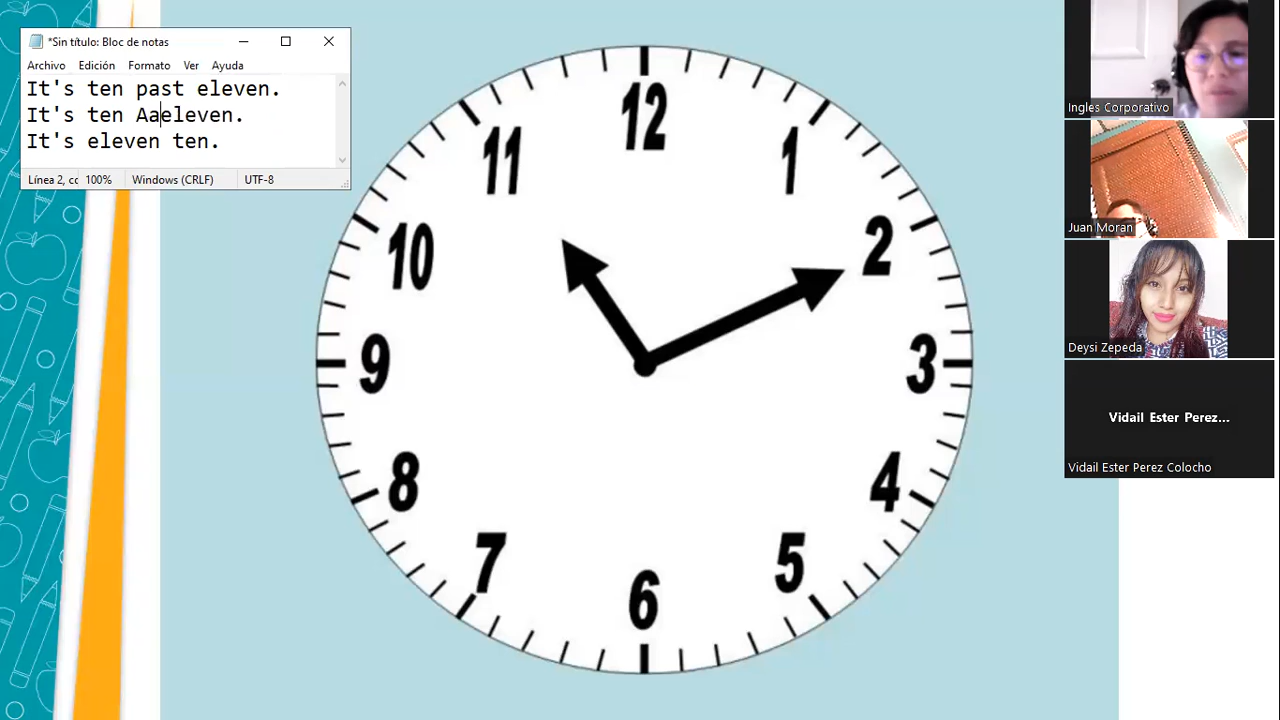 *Sin título: Bloc de notas
Archivo Edición Formato Ver Ayuda
It's ten past eleven.
It's ten Aaeleven.
It's eleven ten.
Línea 2, cc 100% Windows (CRLF) UTF-8
12
11
1
10
2
9
3
8
4
7
5
6
Ingles Corporativo
Juan Moran
Deysi Zepeda
Vidail Ester Perez...
Vidail Ester Perez Colocho